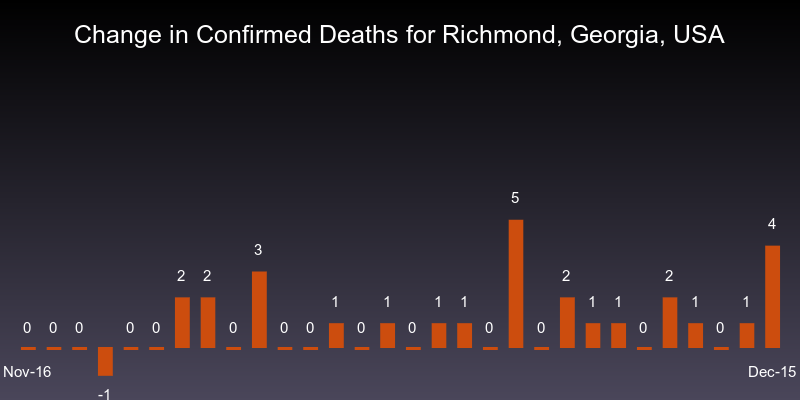 Change in Confirmed Deaths for Richmond, Georgia, USA
5
4
3
2 2 2 2
1 1 1 1 1 1 1 1
0 0 0 0 0 0 0 0 0 0 0 0 0 0
Nov-16 Dec-15
-1